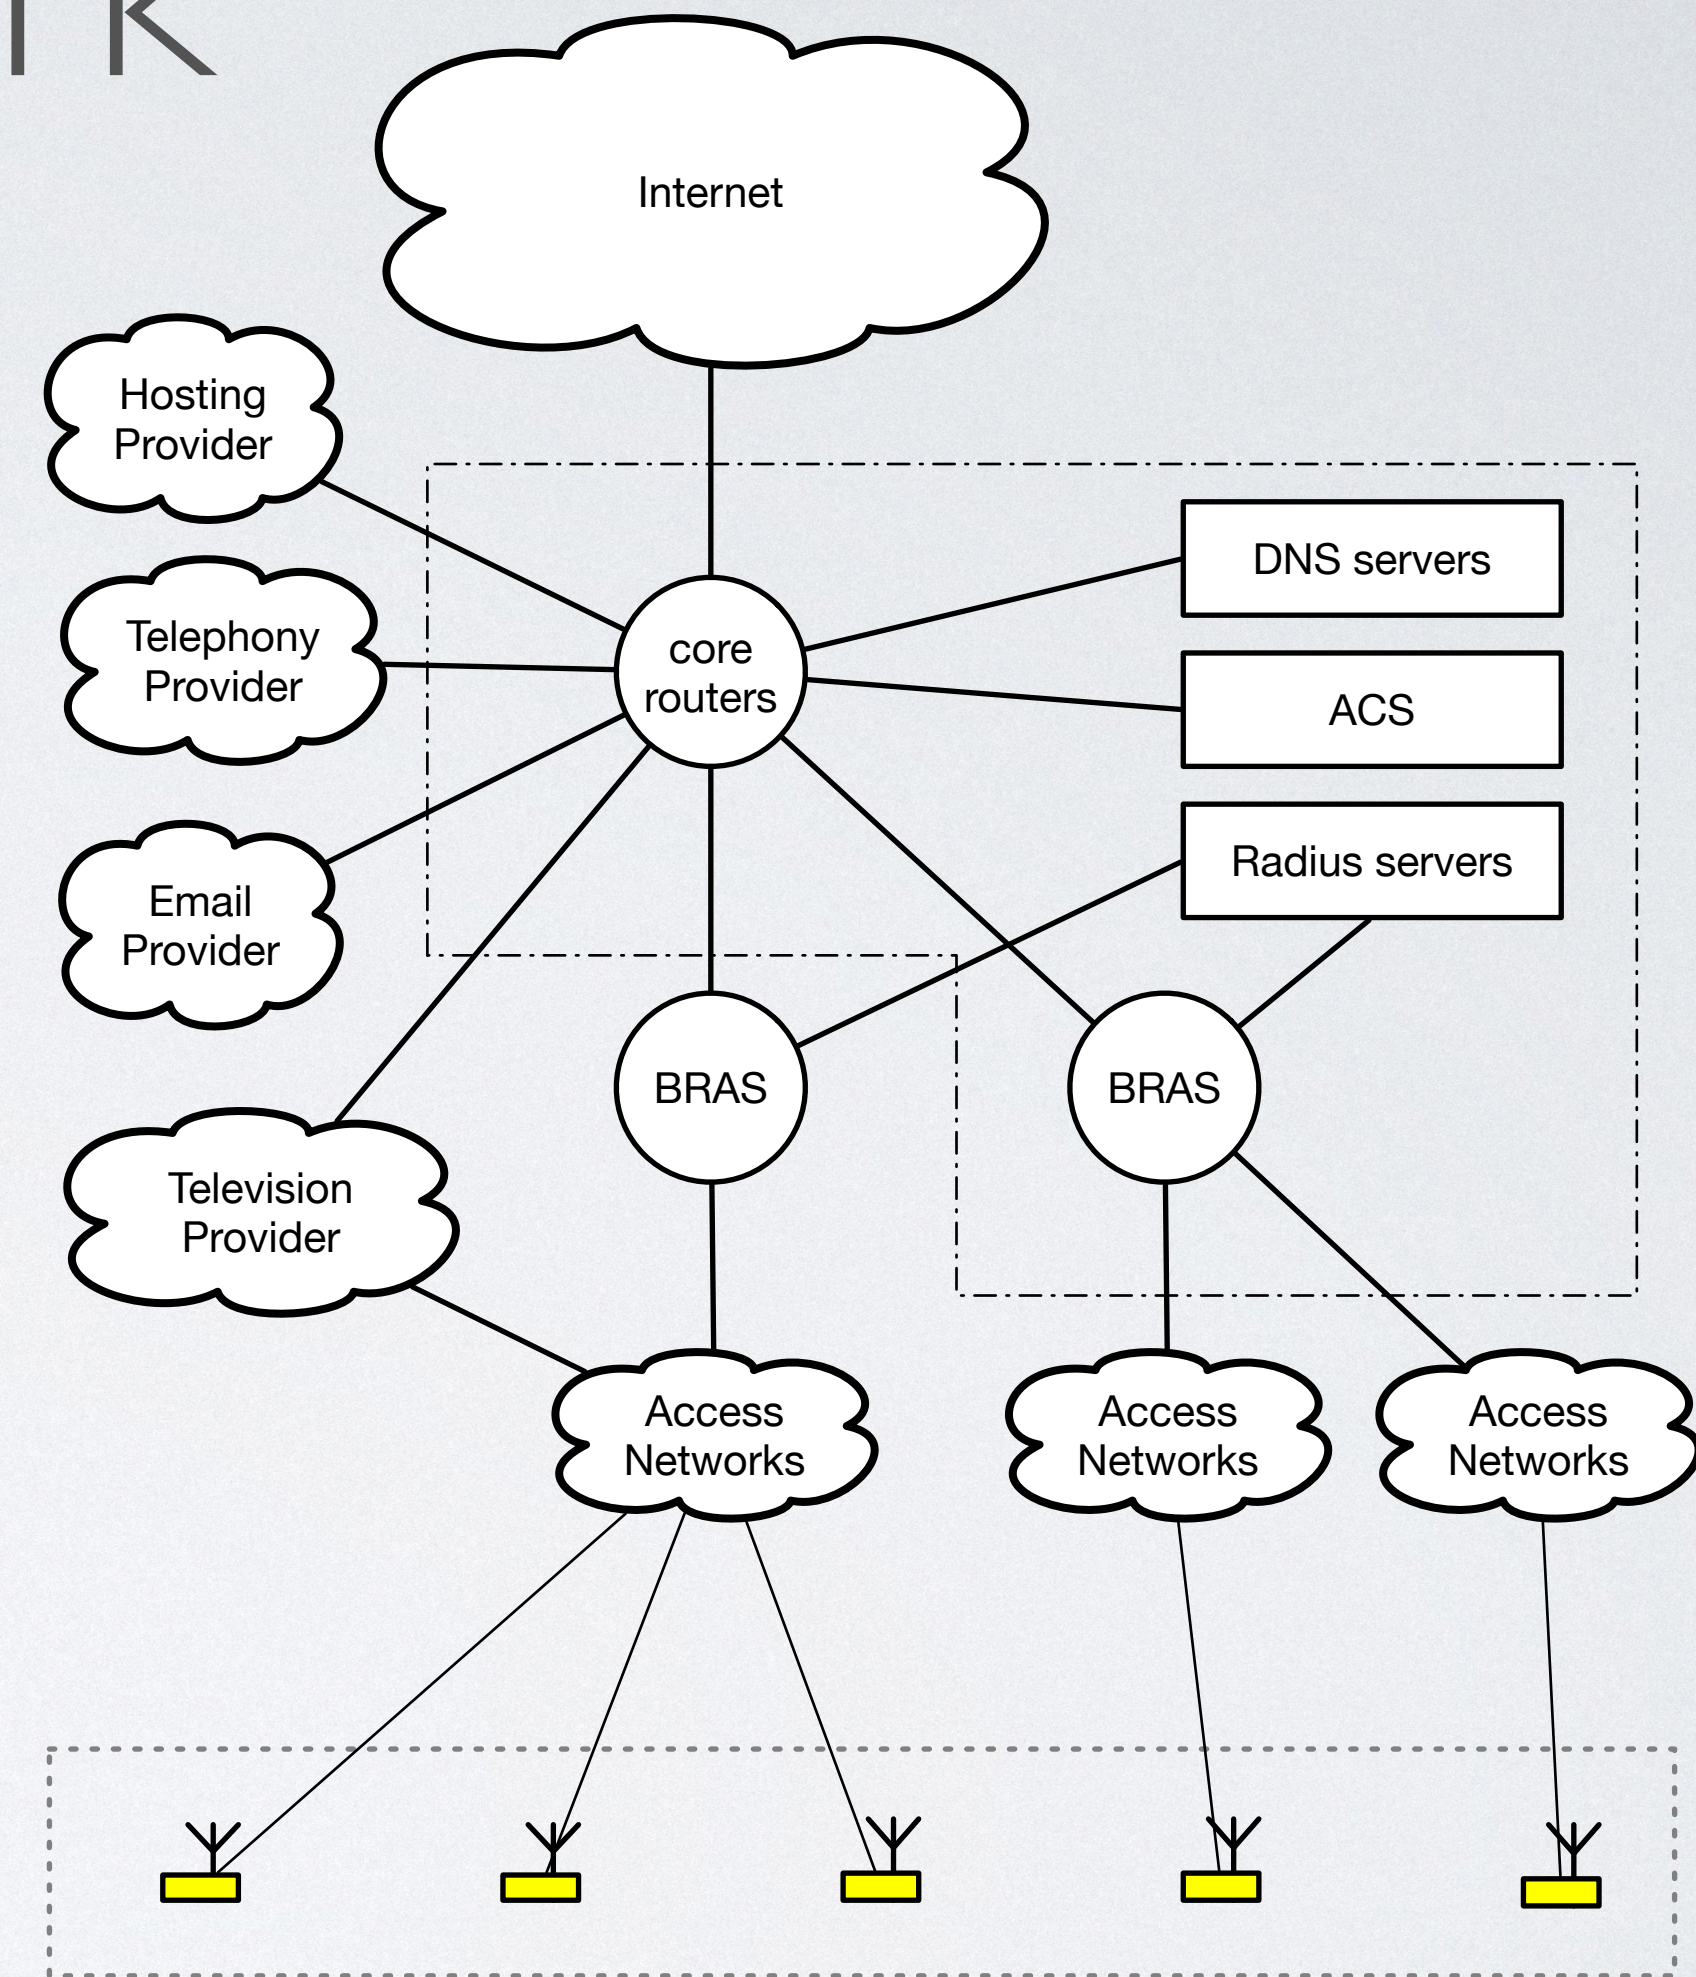 Internet
Hosting
Provider
DNS servers
Telephony
Provider
core
routers
ACS
Radius servers
Email
Provider
BRAS
BRAS
Television
Provider
Access
Networks
Access
Networks
Access
Networks